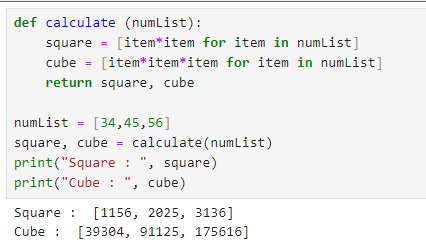 def calculate (numList):
    square = [item*item for item in numList]
    cube = [item*item*item for item in numList]
    return square, cube

numList = [34,45,56]
square, cube = calculate(numList)
print("Square : ", square)
print("Cube : ", cube)
Square :  [1156, 2025, 3136]
Cube :  [39304, 91125, 175616]